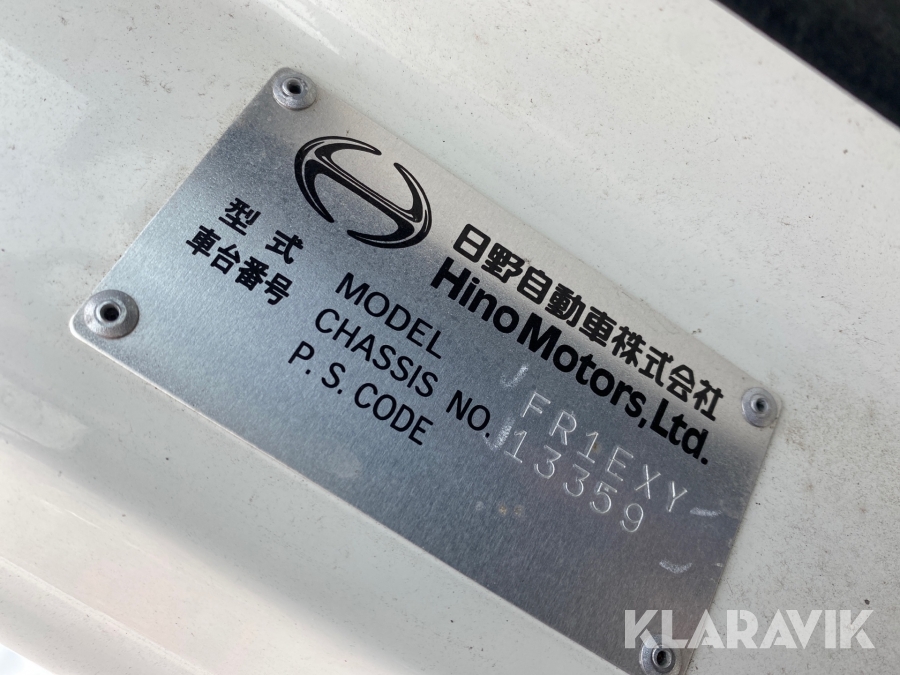 日野自動車株式会社
Hino Motors, Ltd.
型式 MODEL FR1EXY
車台番号 CHASSIS NO. 13359
P. S. CODE
KLARAVIK